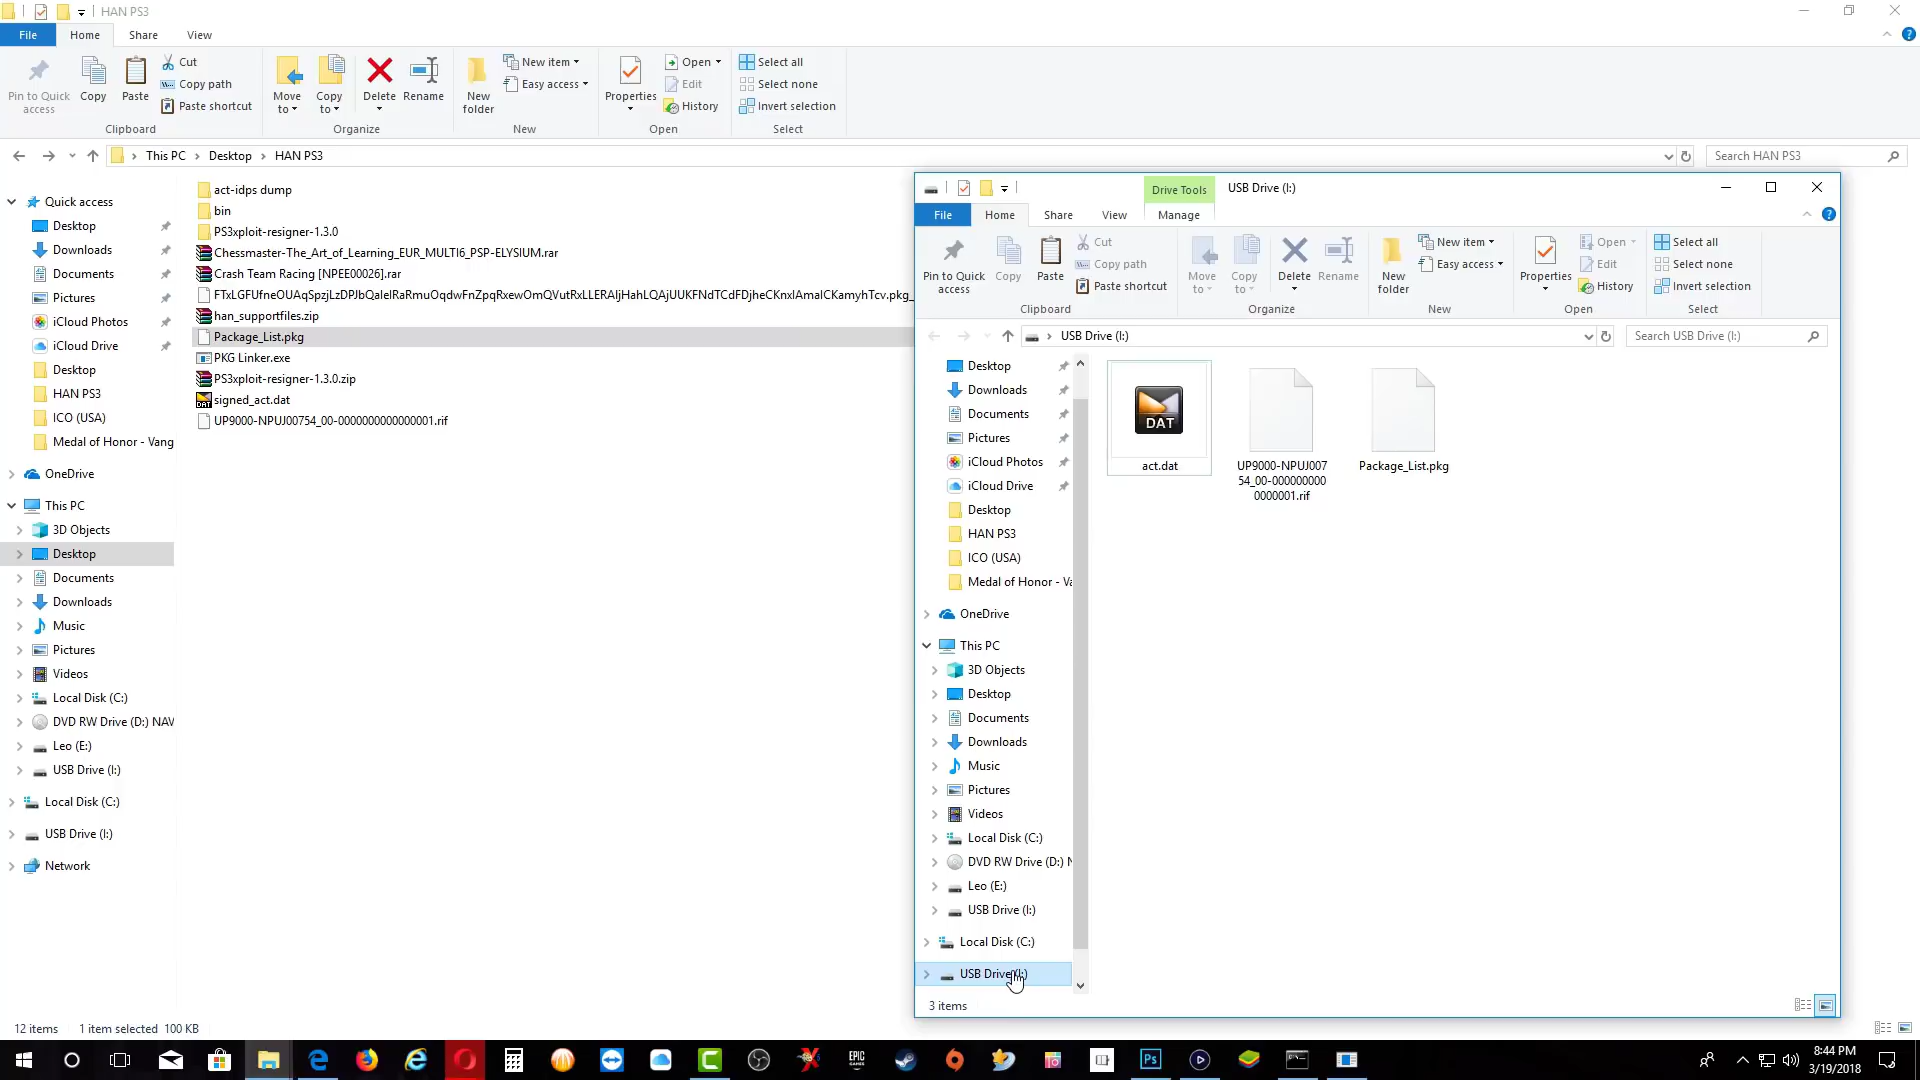 HAN PS3
File
Home
Share
View
Pin to Quick
access
Copy
Paste
Cut
Copy path
Paste shortcut
Clipboard
Move
to
Copy
to
Delete
Rename
Organize
New
folder
New item
Easy access
New
Properties
Open
Edit
History
Open
Select all
Select none
Invert selection
Select
This PC
Desktop
HAN PS3
Search HAN PS3
Quick access
Desktop
Downloads
Documents
Pictures
iCloud Photos
iCloud Drive
Desktop
HAN PS3
ICO (USA)
Medal of Honor - Vang
OneDrive
This PC
3D Objects
Desktop
Documents
Downloads
Music
Pictures
Videos
Local Disk (C:)
DVD RW Drive (D:) NAV
Leo (E:)
USB Drive (I:)
Local Disk (C:)
USB Drive (I:)
Network
act-idps dump
bin
PS3xploit-resigner-1.3.0
Chessmaster-The_Art_of_Learning_EUR_MULTI6_PSP-ELYSIUM.rar
Crash Team Racing [NPEE00026].rar
han_supportfiles.zip
Package_List.pkg
PKG Linker.exe
PS3xploit-resigner-1.3.0.zip
signed_act.dat
UP9000-NPUJ00754_00-0000000000000001.rif
12 items
1 item selected 100 KB
Drive Tools
USB Drive (I:)
File
Home
Share
View
Manage
Pin to Quick
access
Copy
Paste
Cut
Copy path
Paste shortcut
Clipboard
Move
to
Copy
to
Delete
Rename
Organize
New
folder
New item
Easy access
New
Properties
Open
Edit
History
Open
Select all
Select none
Invert selection
Select
USB Drive (I:)
Search USB Drive (I:)
Desktop
Downloads
Documents
Pictures
iCloud Photos
iCloud Drive
Desktop
HAN PS3
ICO (USA)
Medal of Honor - Va
OneDrive
This PC
3D Objects
Desktop
Documents
Downloads
Music
Pictures
Videos
Local Disk (C:)
DVD RW Drive (D:) N
Leo (E:)
USB Drive (I:)
Local Disk (C:)
USB Drive (I:)
DAT
act.dat
UP9000-NPUJ007
54_00-000000000
0000001.rif
Package_List.pkg
3 items
EPIC
GAMES
Ps
8:44 PM
3/19/2018